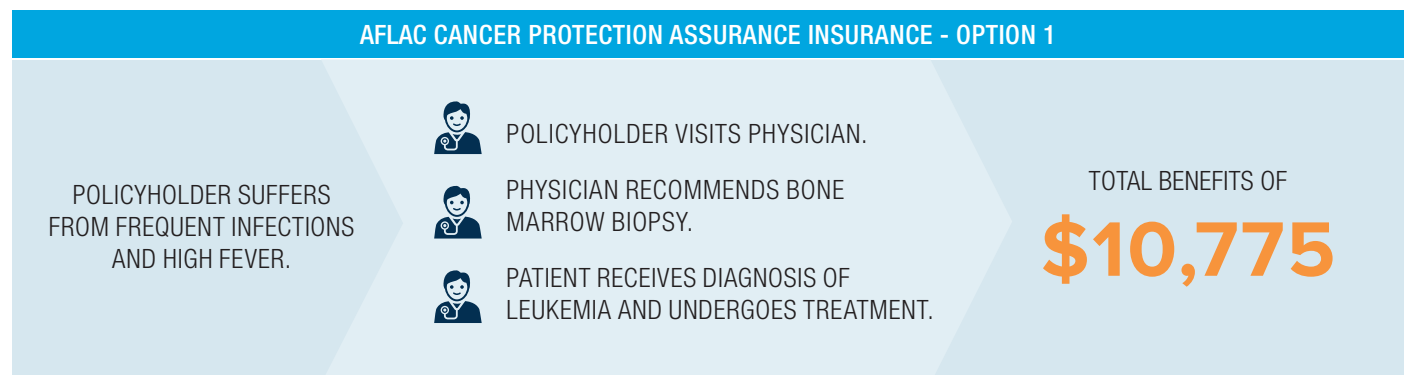 AFLAC CANCER PROTECTION ASSURANCE INSURANCE - OPTION 1
POLICYHOLDER SUFFERS
FROM FREQUENT INFECTIONS
AND HIGH FEVER.
POLICYHOLDER VISITS PHYSICIAN.
PHYSICIAN RECOMMENDS BONE
MARROW BIOPSY.
PATIENT RECEIVES DIAGNOSIS OF
LEUKEMIA AND UNDERGOES TREATMENT.
TOTAL BENEFITS OF
$10,775